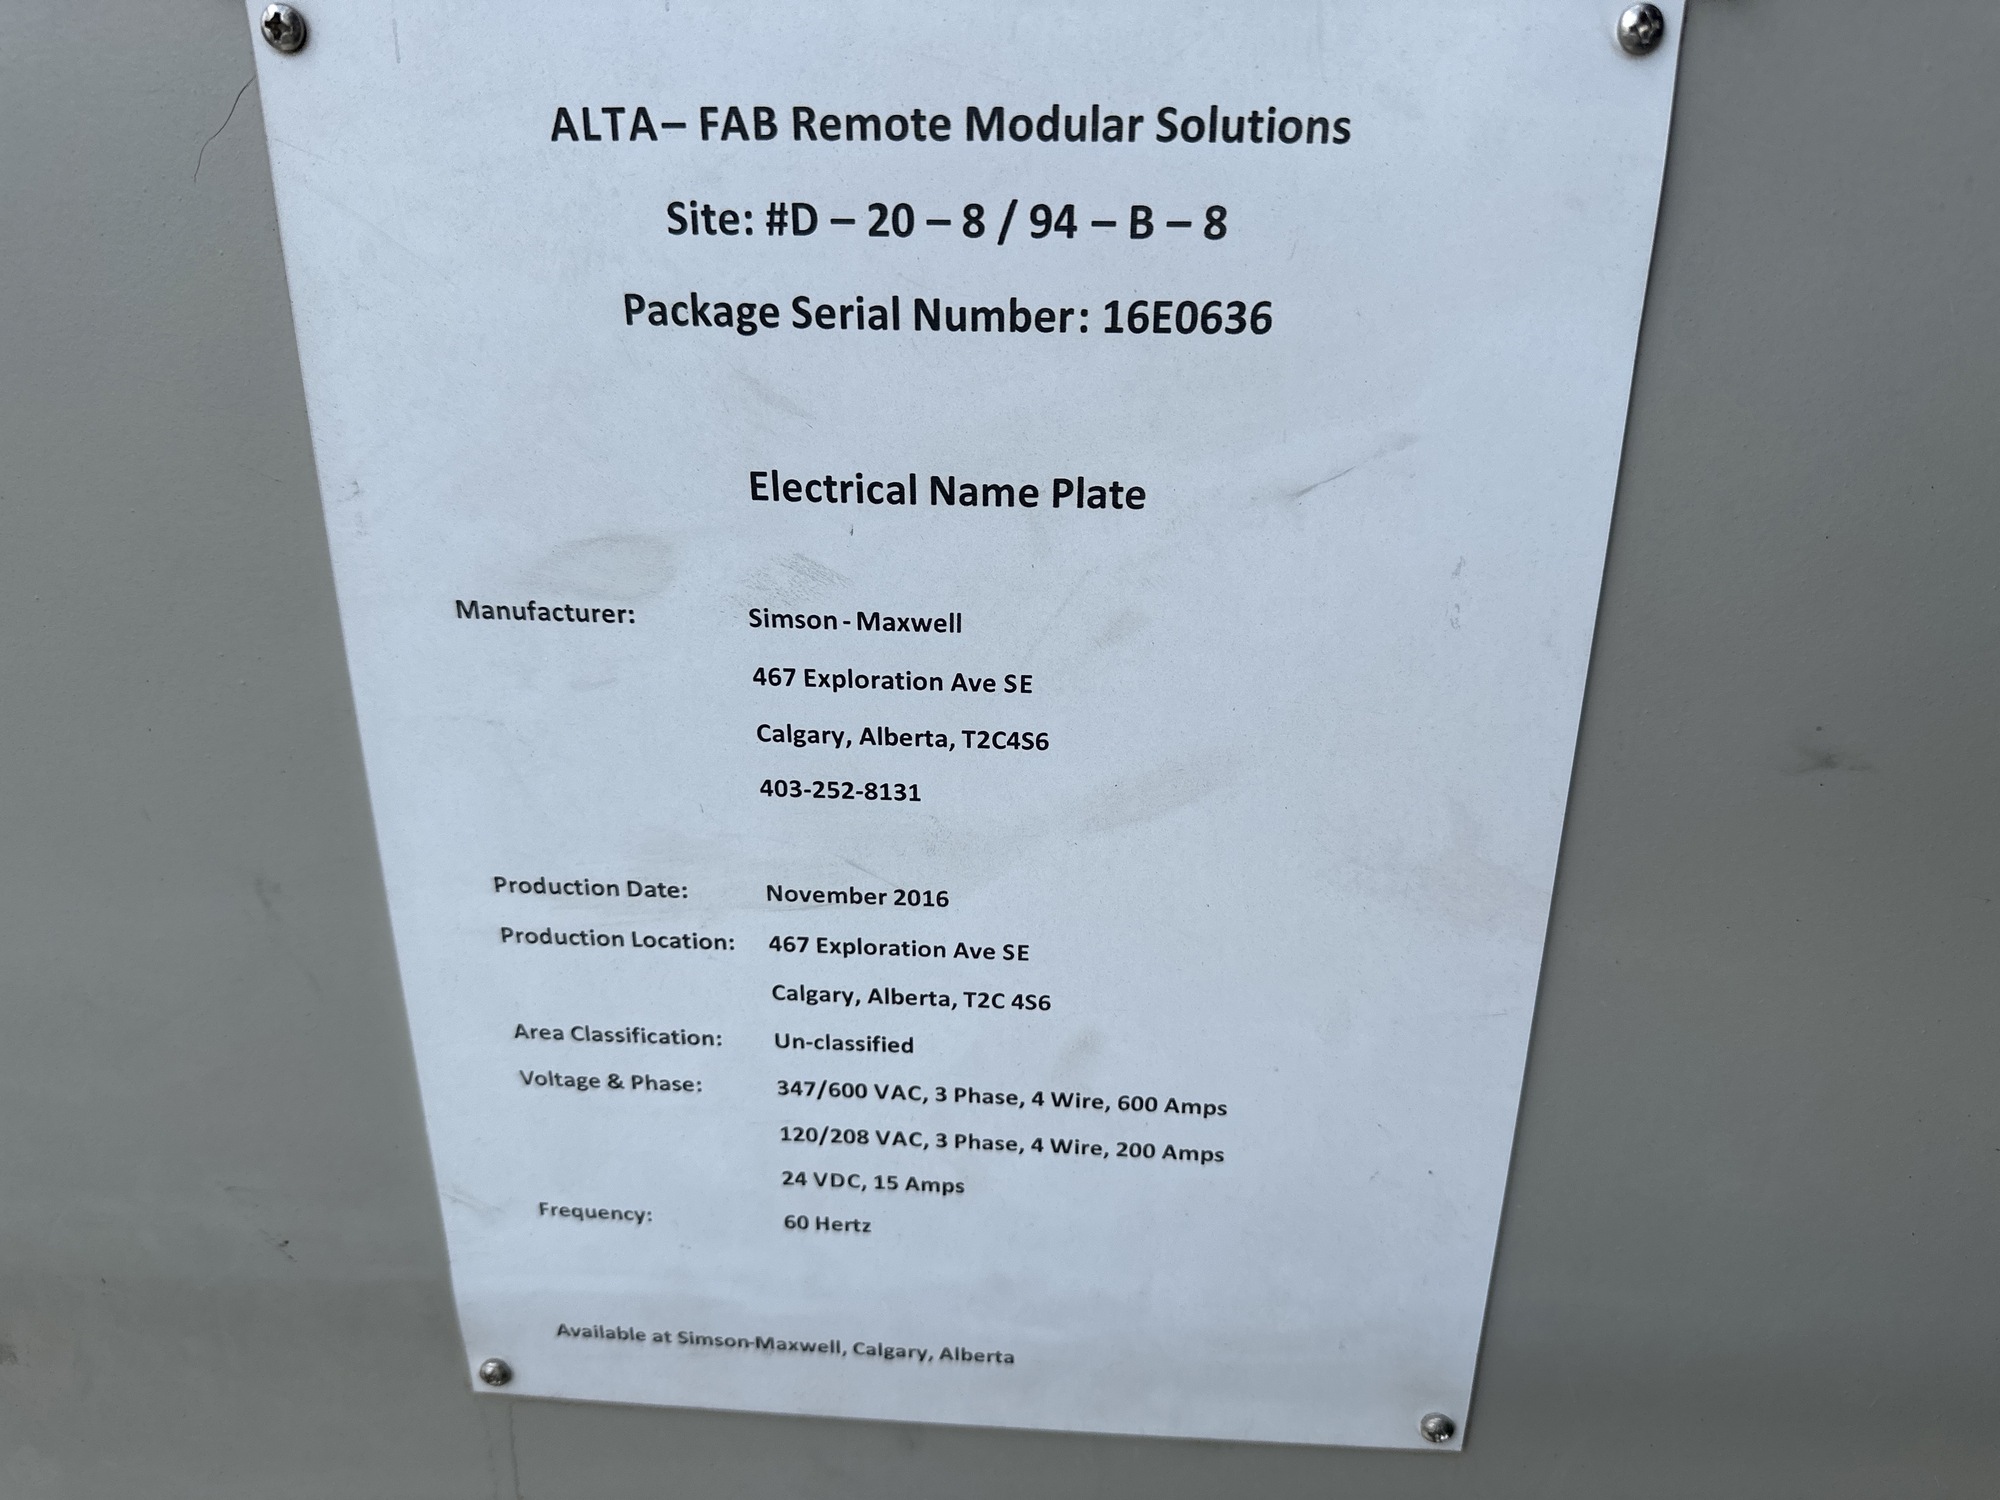 ALTA– FAB Remote Modular Solutions
Site: #D – 20 – 8 / 94 – B – 8
Package Serial Number: 16E0636
Electrical Name Plate
Manufacturer: Simson - Maxwell
467 Exploration Ave SE
Calgary, Alberta, T2C4S6
403-252-8131
Production Date: November 2016
Production Location: 467 Exploration Ave SE
Calgary, Alberta, T2C 4S6
Area Classification: Un-classified
Voltage & Phase: 347/600 VAC, 3 Phase, 4 Wire, 600 Amps
120/208 VAC, 3 Phase, 4 Wire, 200 Amps
24 VDC, 15 Amps
Frequency: 60 Hertz
Available at Simson-Maxwell, Calgary, Alberta